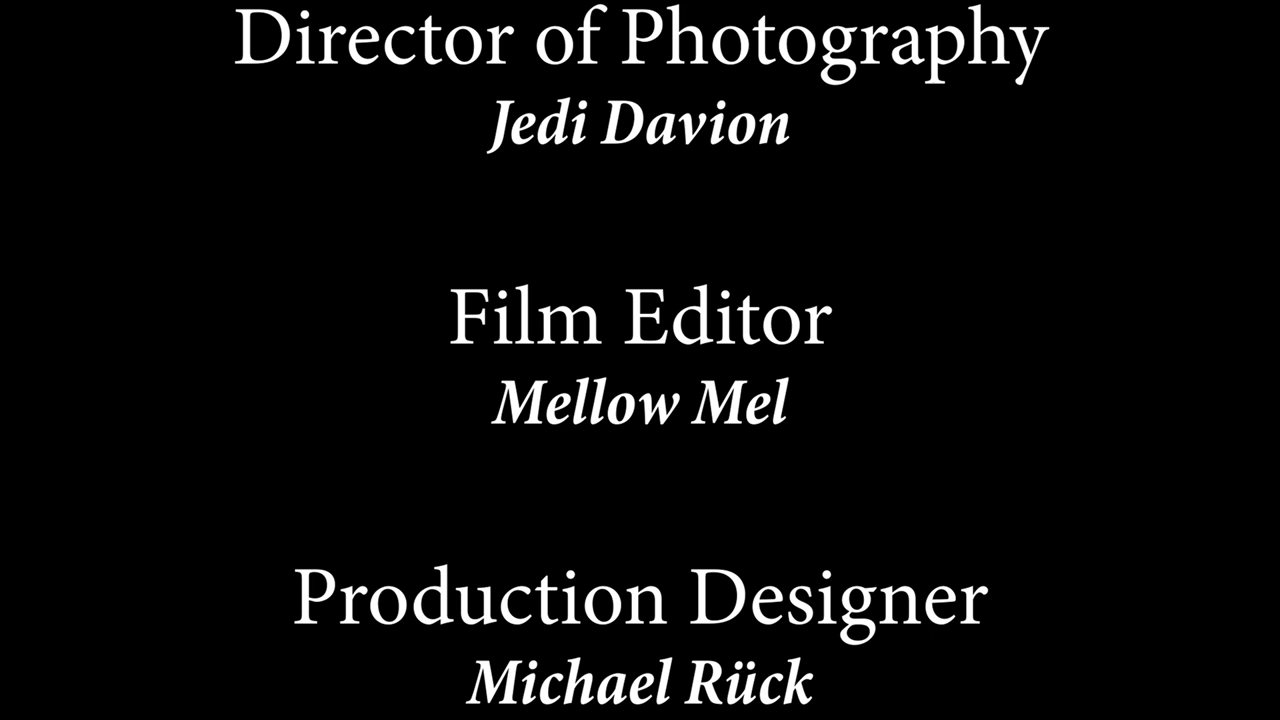 Director of Photography
Jedi Davion
Film Editor
Mellow Mel
Production Designer
Michael Rück